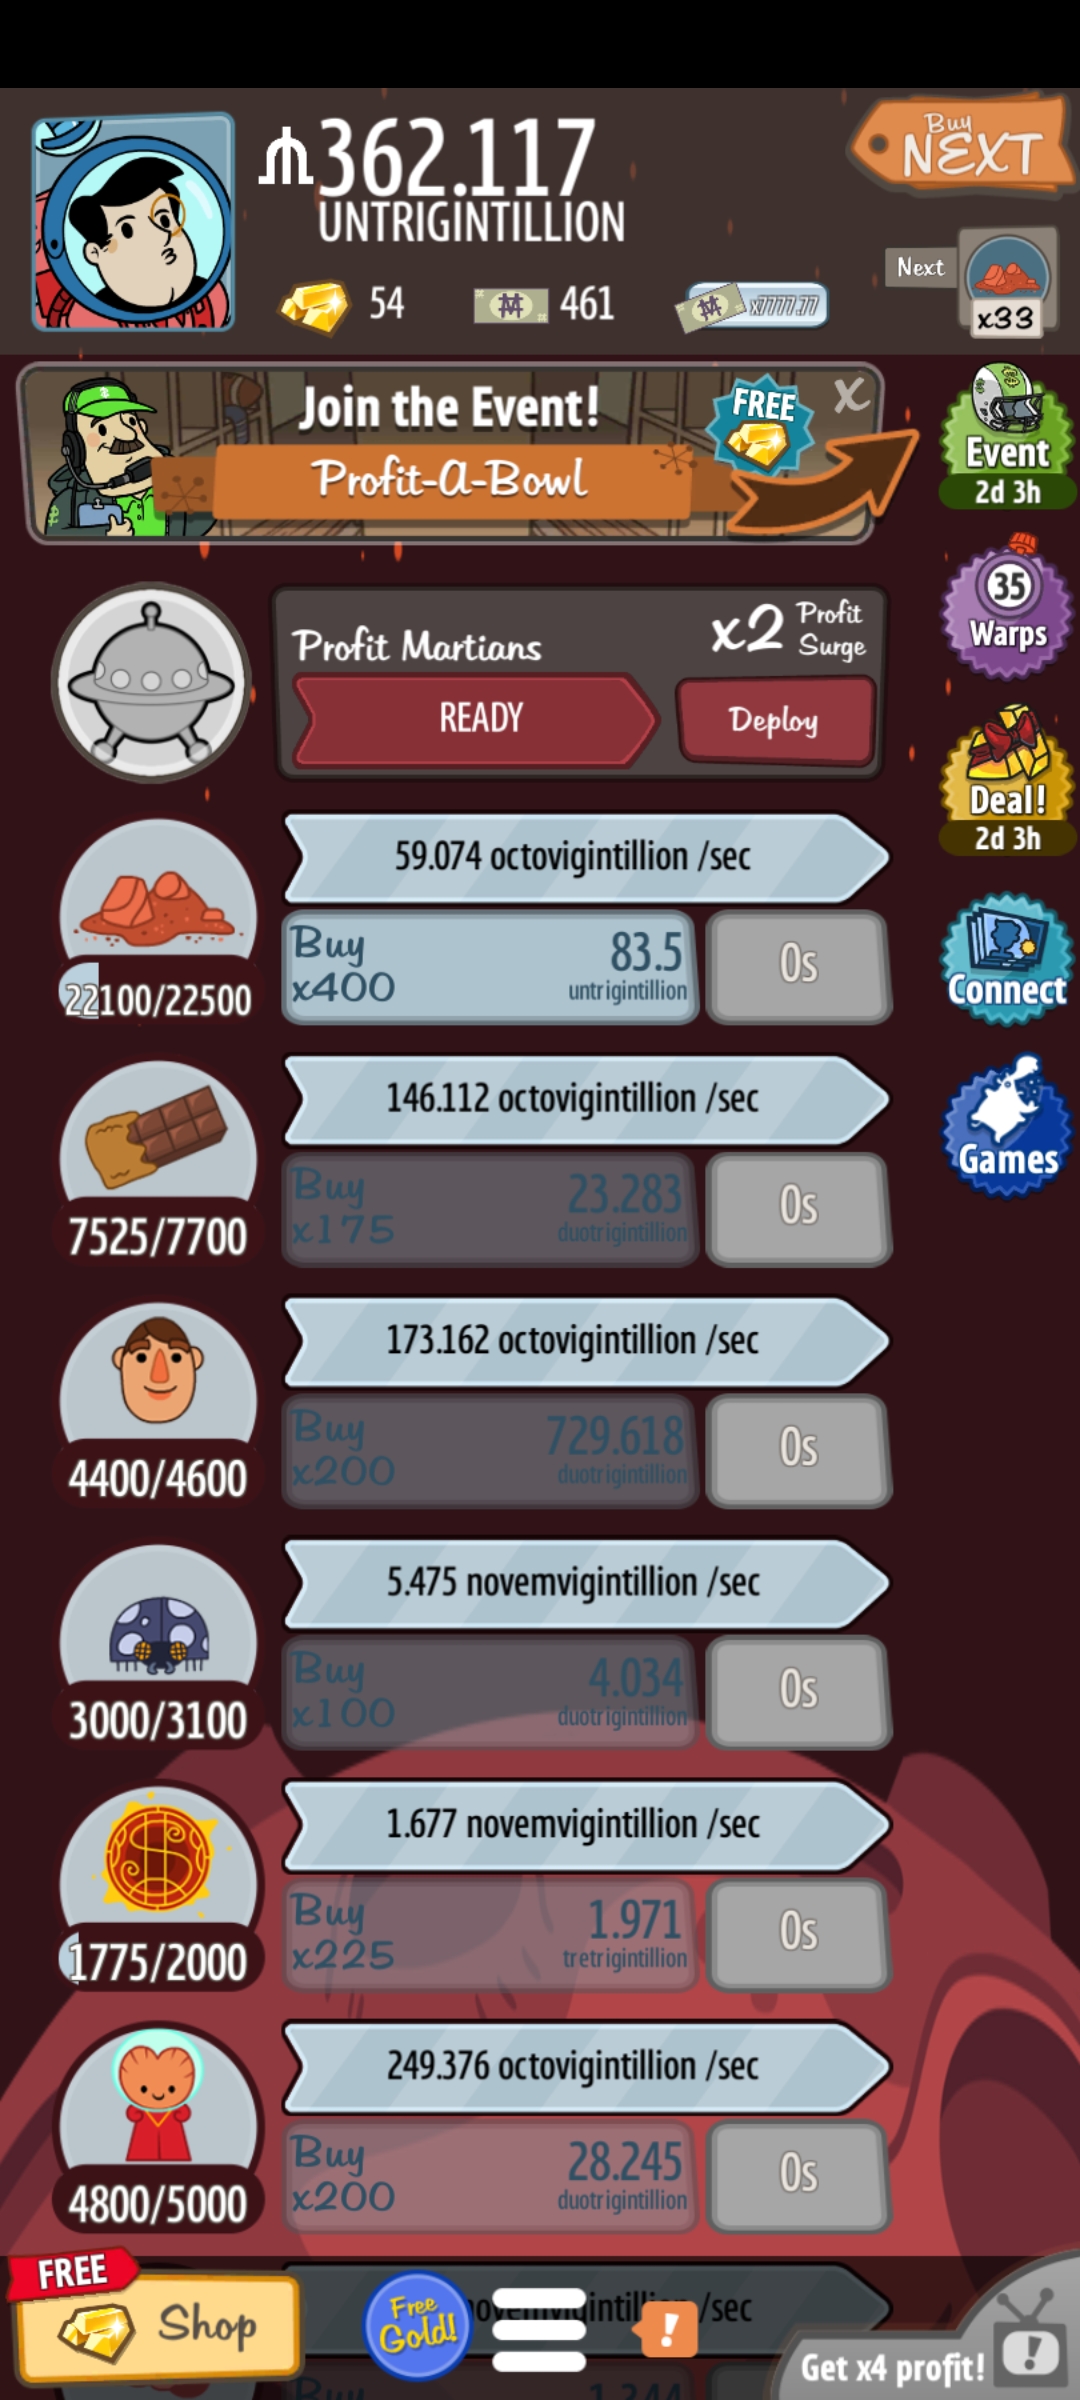 362.117
UNTRIGINTILLION
Buy
NEXT
54
461
x7777.77
Next
x33
Join the Event!
Profit-A-Bowl
FREE
X
Event
2d 3h
35
Warps
Profit Martians
x2 Profit Surge
READY
Deploy
Deal!
2d 3h
59.074 octovigintillion /sec
22100/22500
Buy x400
83.5 untrigintillion
0s
Connect
146.112 octovigintillion /sec
7525/7700
Buy x175
23.283 duotrigintillion
0s
Games
173.162 octovigintillion /sec
4400/4600
Buy x200
729.618 duotrigintillion
0s
5.475 novemvigintillion /sec
3000/3100
Buy x100
4.034 duotrigintillion
0s
1.677 novemvigintillion /sec
1775/2000
Buy x225
1.971 tretrigintillion
0s
249.376 octovigintillion /sec
4800/5000
Buy x200
28.245 duotrigintillion
0s
FREE
Shop
Free Gold!
/sec
!
Get x4 profit!
!
Buy
1.344